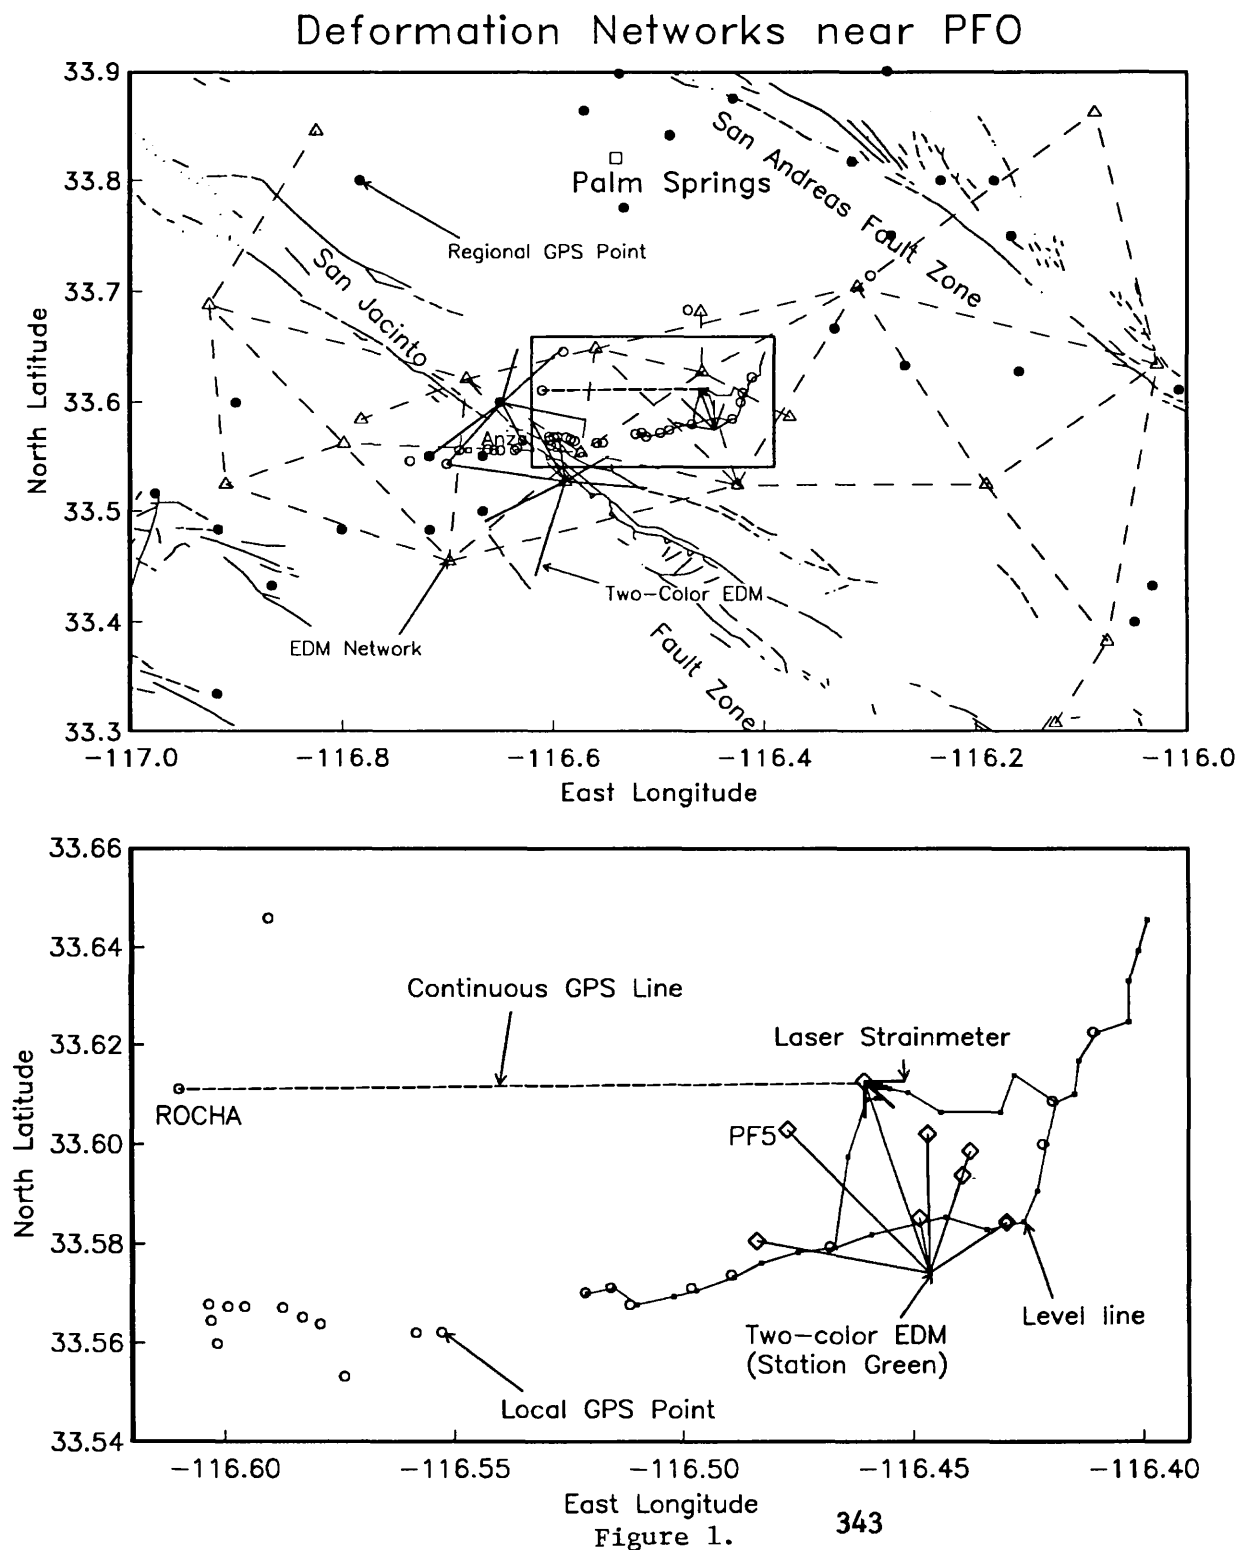 Deformation Networks near PFO
33.9
33.8
33.7
33.6
33.5
33.4
33.3
North Latitude
San Andreas Fault Zone
Palm Springs
Regional GPS Point
San Jacinto
Anza
Two-Color EDM
EDM Network
Fault Zone
-117.0 -116.8 -116.6 -116.4 -116.2 -116.0
East Longitude
33.66
33.64
33.62
33.60
33.58
33.56
33.54
North Latitude
Continuous GPS Line
Laser Strainmeter
ROCHA
PF5
Level line
Two-color EDM
(Station Green)
Local GPS Point
-116.60 -116.55 -116.50 -116.45 -116.40
East Longitude
Figure 1.
343